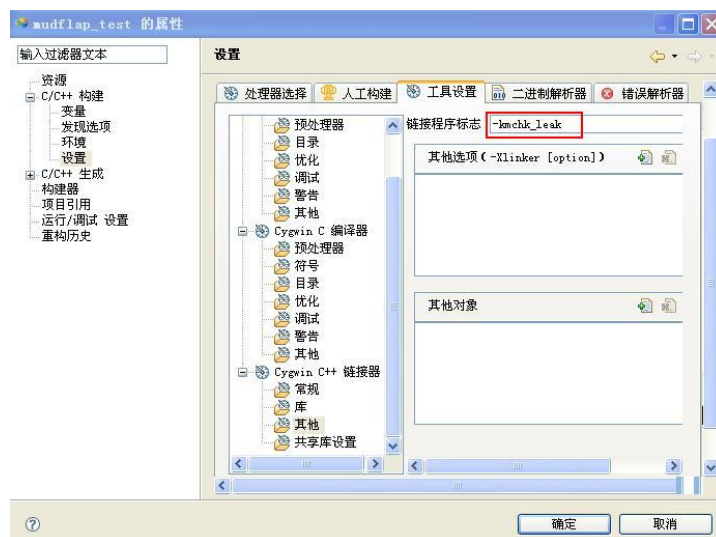 mudflap_test 的属性
输入过滤器文本
设置
资源
C/C++ 构建
变量
发现选项
环境
设置
C/C++ 生成
构建器
项目引用
运行/调试 设置
重构历史
处理器选择 人工构建 工具设置 二进制解析器 错误解析器
预处理器
目录
优化
调试
警告
其他
Cygwin C 编译器
预处理器
符号
目录
优化
调试
警告
其他
Cygwin C++ 链接器
常规
库
其他
共享库设置
链接程序标志 -kmchk_leak
其他选项(-Xlinker [option])
其他对象
确定 取消